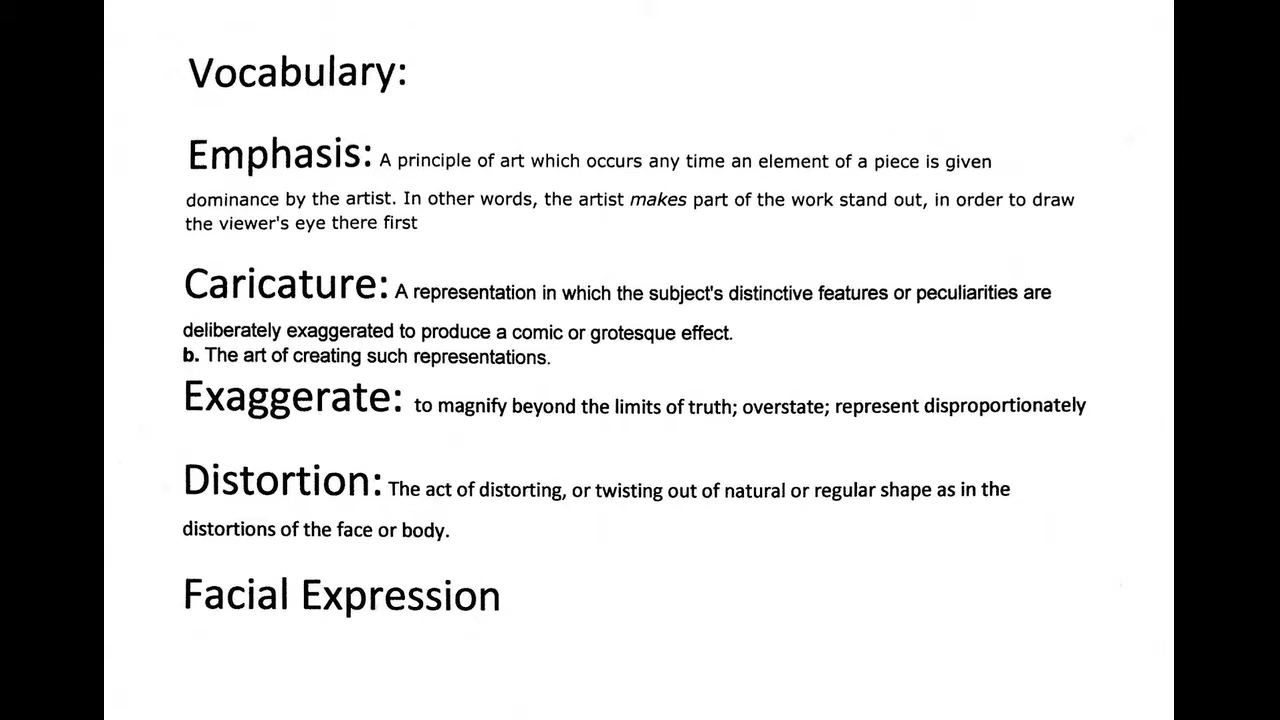 Vocabulary:
Emphasis: A principle of art which occurs any time an element of a piece is given
dominance by the artist. In other words, the artist makes part of the work stand out, in order to draw
the viewer's eye there first
Caricature: A representation in which the subject's distinctive features or peculiarities are
deliberately exaggerated to produce a comic or grotesque effect.
b. The art of creating such representations.
Exaggerate: to magnify beyond the limits of truth; overstate; represent disproportionately
Distortion: The act of distorting, or twisting out of natural or regular shape as in the
distortions of the face or body.
Facial Expression